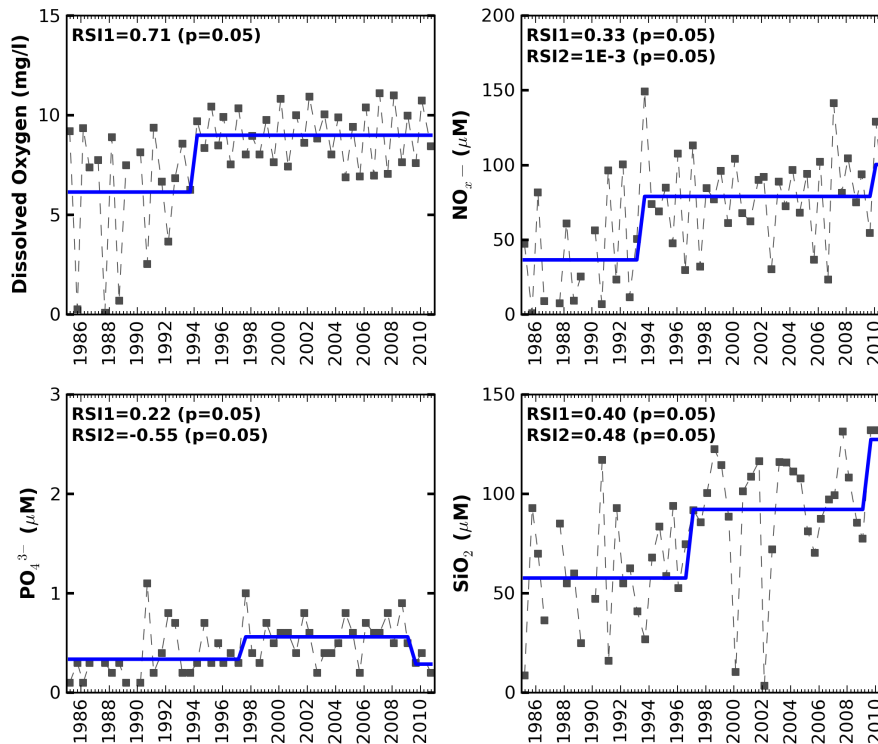 RSI1=0.71 (p=0.05)
Dissolved Oxygen (mg/l)
15
10
5
0
1986 1988 1990 1992 1994 1996 1998 2000 2002 2004 2006 2008 2010
RSI1=0.33 (p=0.05)
RSI2=1E-3 (p=0.05)
NOₓ− (μM)
200
150
100
50
0
1986 1988 1990 1992 1994 1996 1998 2000 2002 2004 2006 2008 2010
RSI1=0.22 (p=0.05)
RSI2=-0.55 (p=0.05)
PO₄³⁻ (μM)
3
2
1
0
1986 1988 1990 1992 1994 1996 1998 2000 2002 2004 2006 2008 2010
RSI1=0.40 (p=0.05)
RSI2=0.48 (p=0.05)
SiO₂ (μM)
150
100
50
0
1986 1988 1990 1992 1994 1996 1998 2000 2002 2004 2006 2008 2010